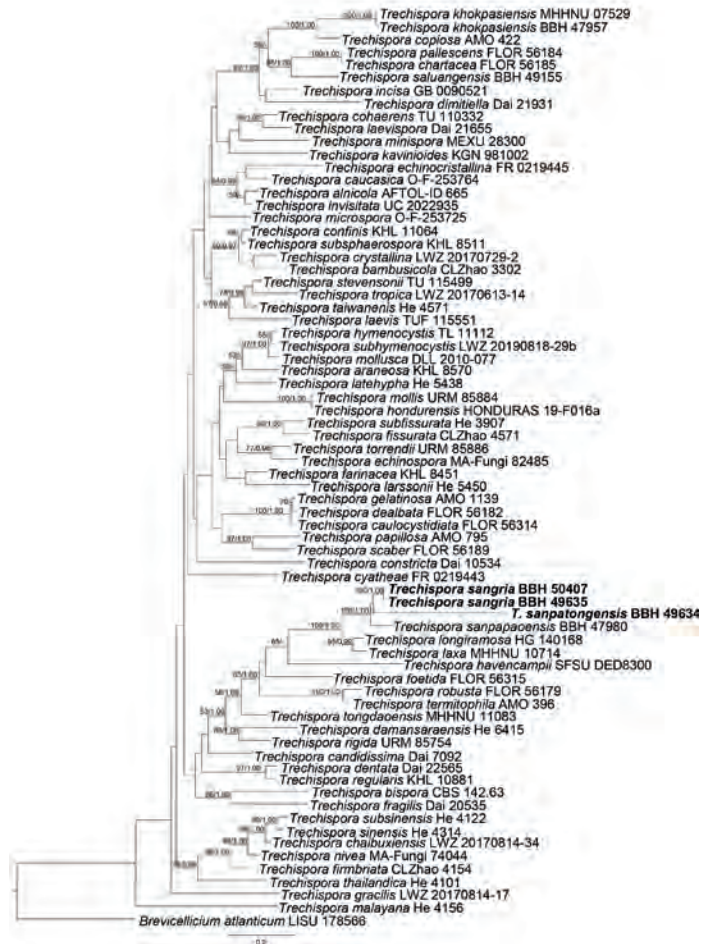 Trechispora khokpasiensis MHHNU 07529
Trechispora khokpasiensis BBH 47957
Trechispora copiosa AMO 422
Trechispora pallescens FLOR 56184
Trechispora chartacea FLOR 56185
Trechispora saluangensis BBH 49155
Trechispora incisa GB 0090521
Trechispora dimitiella Dai 21931
Trechispora cohaerens TU 110332
Trechispora laevispora Dai 21655
Trechispora minispora MEXU 28300
Trechispora kavinioides KGN 981002
Trechispora echinocristallina FR 0219445
Trechispora caucasica O-F-253764
Trechispora alnicola AFTOL-ID 665
Trechispora invisitata UC 2022935
Trechispora microspora O-F-253725
Trechispora confinis KHL 11064
Trechispora subsphaerospora KHL 8511
Trechispora crystallina LWZ 20170729-2
Trechispora bambusicola CLZhao 3302
Trechispora stevensonii TU 115499
Trechispora tropica LWZ 20170613-14
Trechispora taiwanenis He 4571
Trechispora laevis TUF 115551
Trechispora hymenocystis TL 11112
Trechispora subhymenocystis LWZ 20190818-29b
Trechispora mollusca DLL 2010-077
Trechispora araneosa KHL 8570
Trechispora latehypha He 5438
Trechispora mollis URM 85884
Trechispora hondurensis HONDURAS 19-F016a
Trechispora subfissurata He 3907
Trechispora fissurata CLZhao 4571
Trechispora torrendii URM 85886
Trechispora echinospora MA-Fungi 82485
Trechispora farinacea KHL 8451
Trechispora larssonii He 5450
Trechispora gelatinosa AMO 1139
Trechispora dealbata FLOR 56182
Trechispora caulocystidiata FLOR 56314
Trechispora papillosa AMO 795
Trechispora scaber FLOR 56189
Trechispora constricta Dai 10534
Trechispora cyatheae FR 0219443
Trechispora sangria BBH 50407
Trechispora sangria BBH 49635
T. sanpatongensis BBH 49634
Trechispora sanpapaoensis BBH 47980
Trechispora longiramosa HG 140168
Trechispora laxa MHHNU 10714
Trechispora havencampii SFSU DED8300
Trechispora foetida FLOR 56315
Trechispora robusta FLOR 56179
Trechispora termitophila AMO 396
Trechispora tongdaoensis MHHNU 11083
Trechispora damansaraensis He 6415
Trechispora rigida URM 85754
Trechispora candidissima Dai 7092
Trechispora dentata Dai 22565
Trechispora regularis KHL 10881
Trechispora bispora CBS 142.63
Trechispora fragilis Dai 20535
Trechispora subsinensis He 4122
Trechispora sinensis He 4314
Trechispora chaibuxiensis LWZ 20170814-34
Trechispora nivea MA-Fungi 74044
Trechispora firmbriata CLZhao 4154
Trechispora thailandica He 4101
Trechispora gracilis LWZ 20170814-17
Trechispora malayana He 4156
Brevicellicium atlanticum LISU 178566